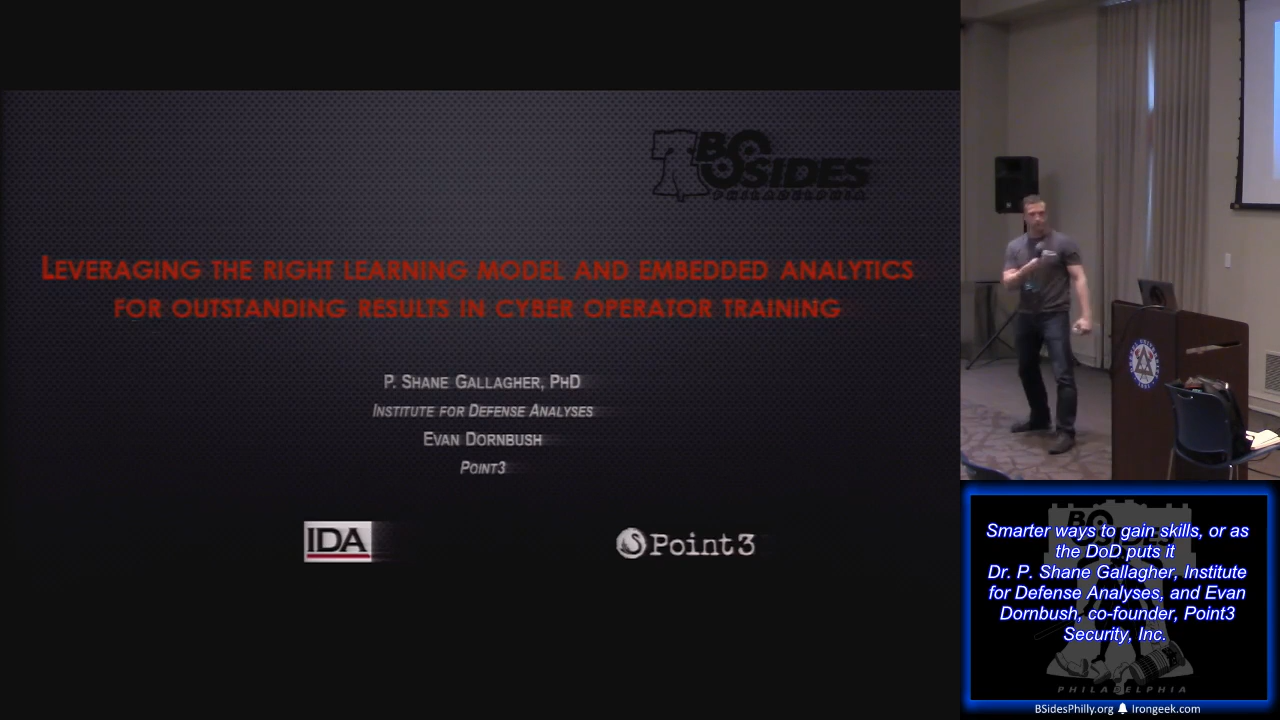 BSIDES
PHILADELPHIA
LEVERAGING THE RIGHT LEARNING MODEL AND EMBEDDED ANALYTICS
FOR OUTSTANDING RESULTS IN CYBER OPERATOR TRAINING
P. SHANE GALLAGHER, PHD
INSTITUTE FOR DEFENSE ANALYSES
EVAN DORNBUSH
POINT3
IDA
Point3
Smarter ways to gain skills, or as
the DoD puts it
Dr. P. Shane Gallagher, Institute
for Defense Analyses, and Evan
Dornbush, co-founder, Point3
Security, Inc.
PHILADELPHIA
BSidesPhilly.org Irongeek.com